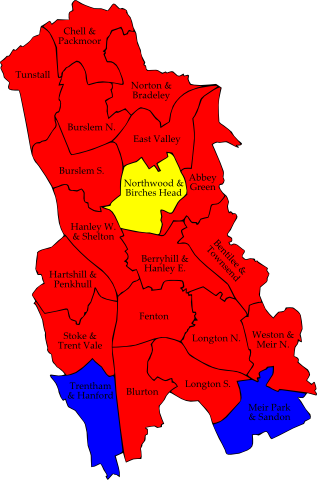 Chell &
Packmoor
Tunstall
Norton &
Bradeley
Burslem N.
East Valley
Burslem S.
Abbey
Green
Northwood &
Birches Head
Hanley W.
& Shelton
Bentilee &
Townsend
Berryhill &
Hanley E.
Hartshill &
Penkhull
Fenton
Stoke &
Trent Vale
Longton N.
Weston &
Meir N.
Trentham
& Hanford
Blurton
Longton S.
Meir Park
& Sandon